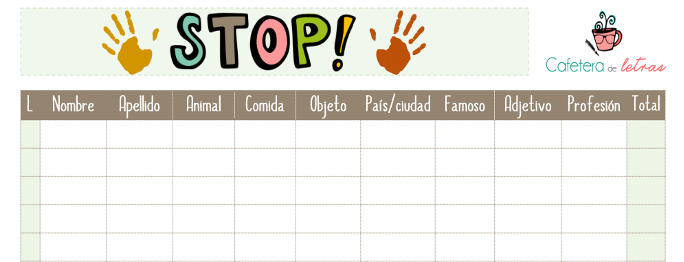 STOP!
Cafetera de letras
L Nombre Apellido Animal Comida Objeto País/ciudad Famoso Adjetivo Profesión Total